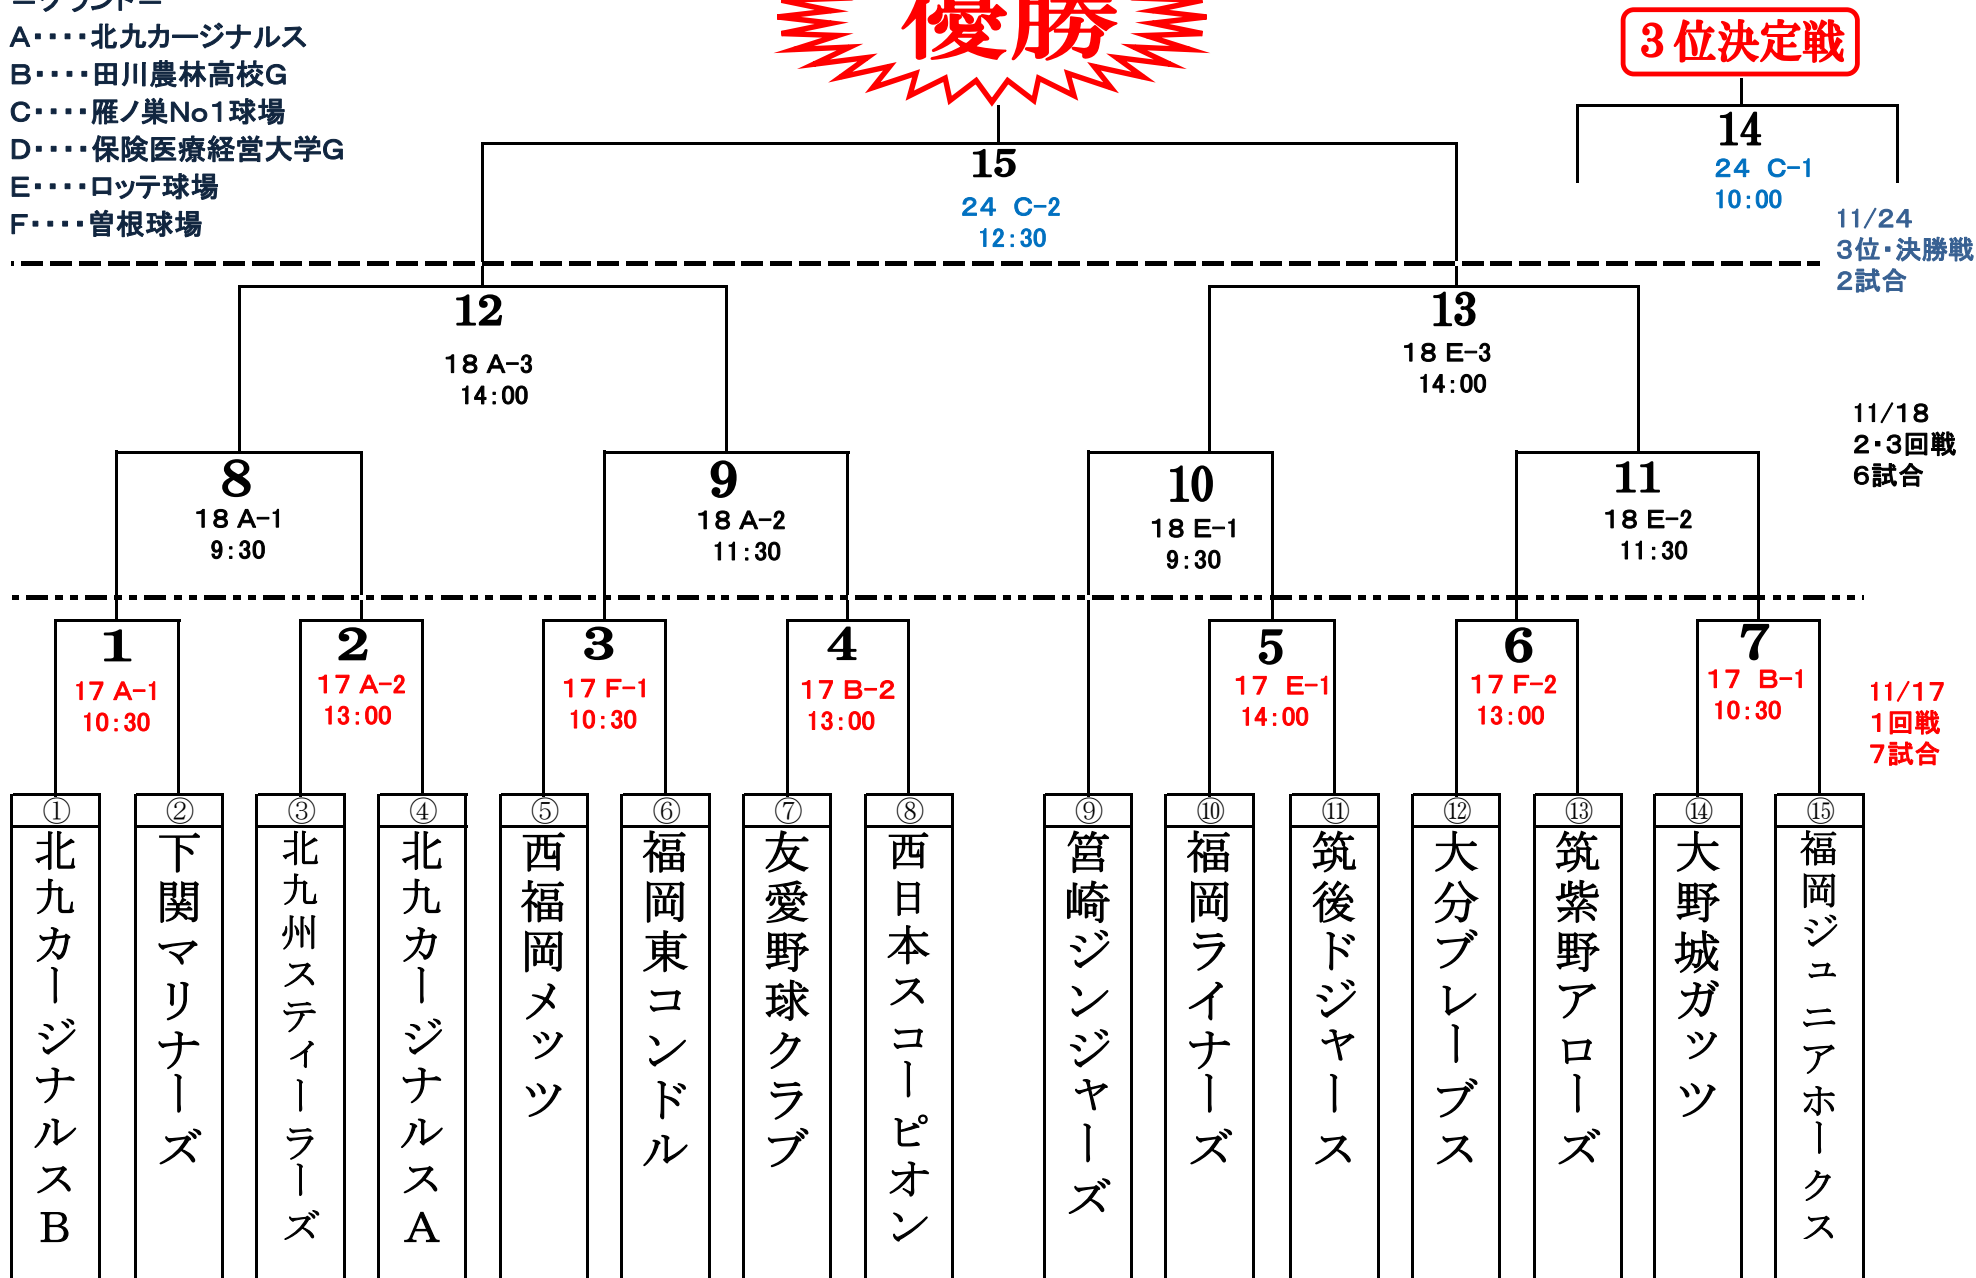 ーグランドー
A････北九カージナルス
B････田川農林高校G
C････雁ノ巣No1球場
D････保険医療経営大学G
E････ロッテ球場
F････曽根球場
優勝
３位決定戦
14
24 C-1
10:00
15
24 C-2
12:30
11/24
3位・決勝戦
2試合
12
18 A-3
14:00
13
18 E-3
14:00
11/18
2・3回戦
6試合
8
18 A-1
9:30
9
18 A-2
11:30
10
18 E-1
9:30
11
18 E-2
11:30
1
17 A-1
10:30
2
17 A-2
13:00
3
17 F-1
10:30
4
17 B-2
13:00
5
17 E-1
14:00
6
17 F-2
13:00
7
17 B-1
10:30
11/17
1回戦
7試合
①
北九カージナルスB
②
下関マリナーズ
③
北九州スティーラーズ
④
北九カージナルスA
⑤
西福岡メッツ
⑥
福岡東コンドル
⑦
友愛野球クラブ
⑧
西日本スコーピオン
⑨
筥崎ジンジャーズ
⑩
福岡ライナーズ
⑪
筑後ドジャース
⑫
大分ブレーブス
⑬
筑紫野アローズ
⑭
大野城ガッツ
⑮
福岡ジュニアホークス